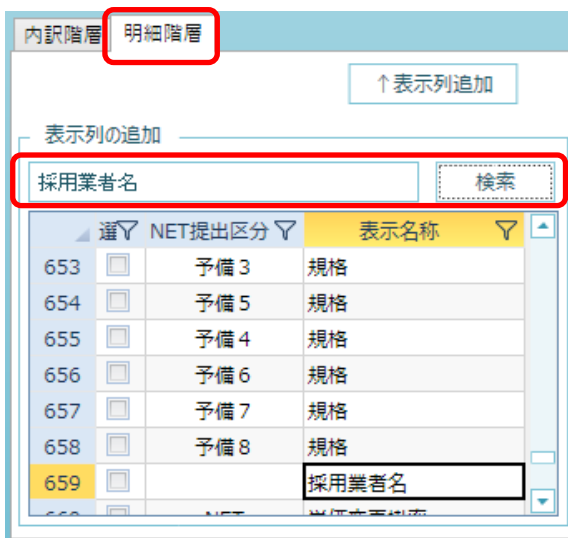 内訳階層 明細階層
↑表示列追加
表示列の追加
採用業者名 検索
選 NET提出区分 表示名称
653 予備3 規格
654 予備5 規格
655 予備4 規格
656 予備6 規格
657 予備7 規格
658 予備8 規格
659 採用業者名